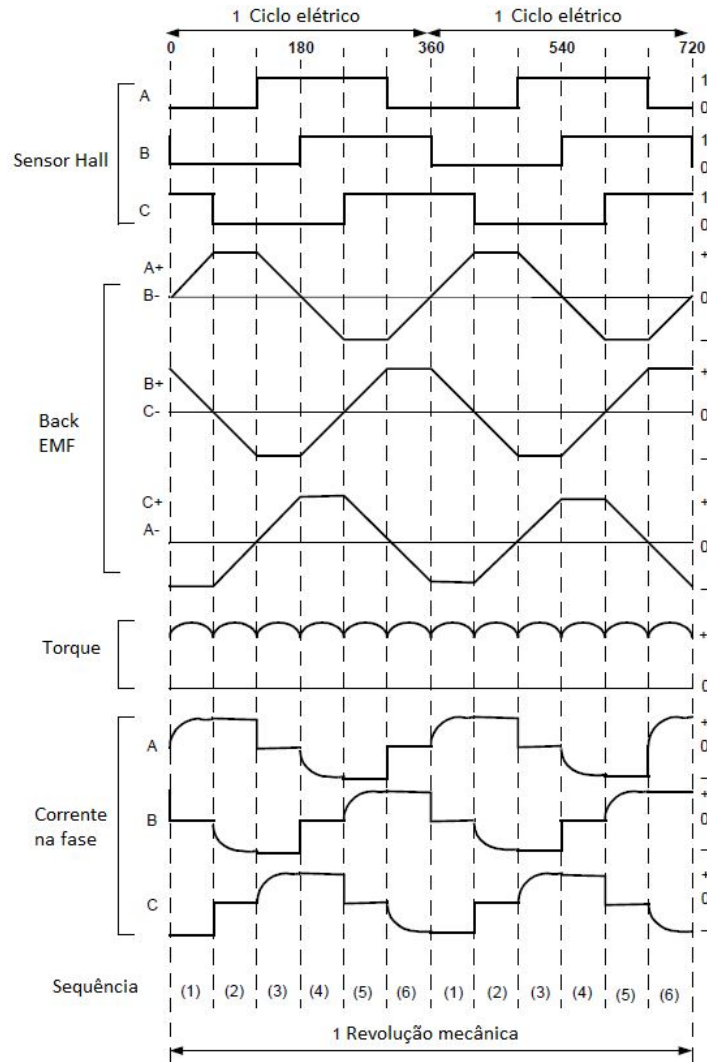 1 Ciclo elétrico 1 Ciclo elétrico
0 180 360 540 720
A 1
0
Sensor Hall B 1
0
C 1
0
A+ +
B- 0
–
B+ +
Back EMF
C- 0
–
C+ +
A- 0
–
Torque +
0
A +
0
–
Corrente na fase
B +
0
–
C +
0
–
Sequência (1) (2) (3) (4) (5) (6) (1) (2) (3) (4) (5) (6)
1 Revolução mecânica